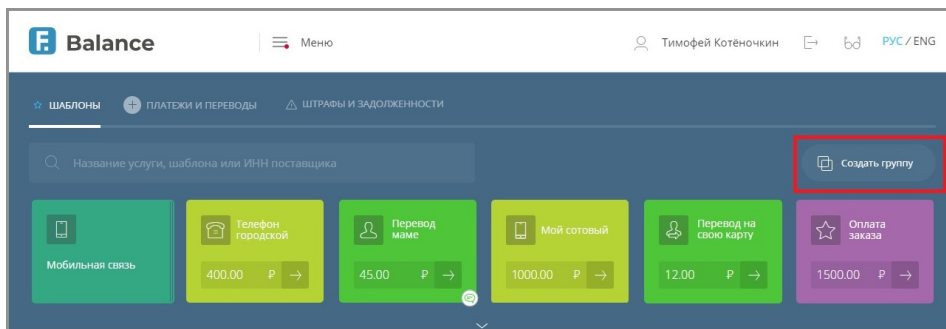 F. Balance
Меню
Тимофей Котёночкин
РУС / ENG
ШАБЛОНЫ
ПЛАТЕЖИ И ПЕРЕВОДЫ
ШТРАФЫ И ЗАДОЛЖЕННОСТИ
Название услуги, шаблона или ИНН поставщика
Создать группу
Мобильная связь
Телефон
городской
400.00 ₽ →
Перевод
маме
45.00 ₽ →
Мой сотовый
1000.00 ₽ →
Перевод на
свою карту
12.00 ₽ →
Оплата
заказа
1500.00 ₽ →